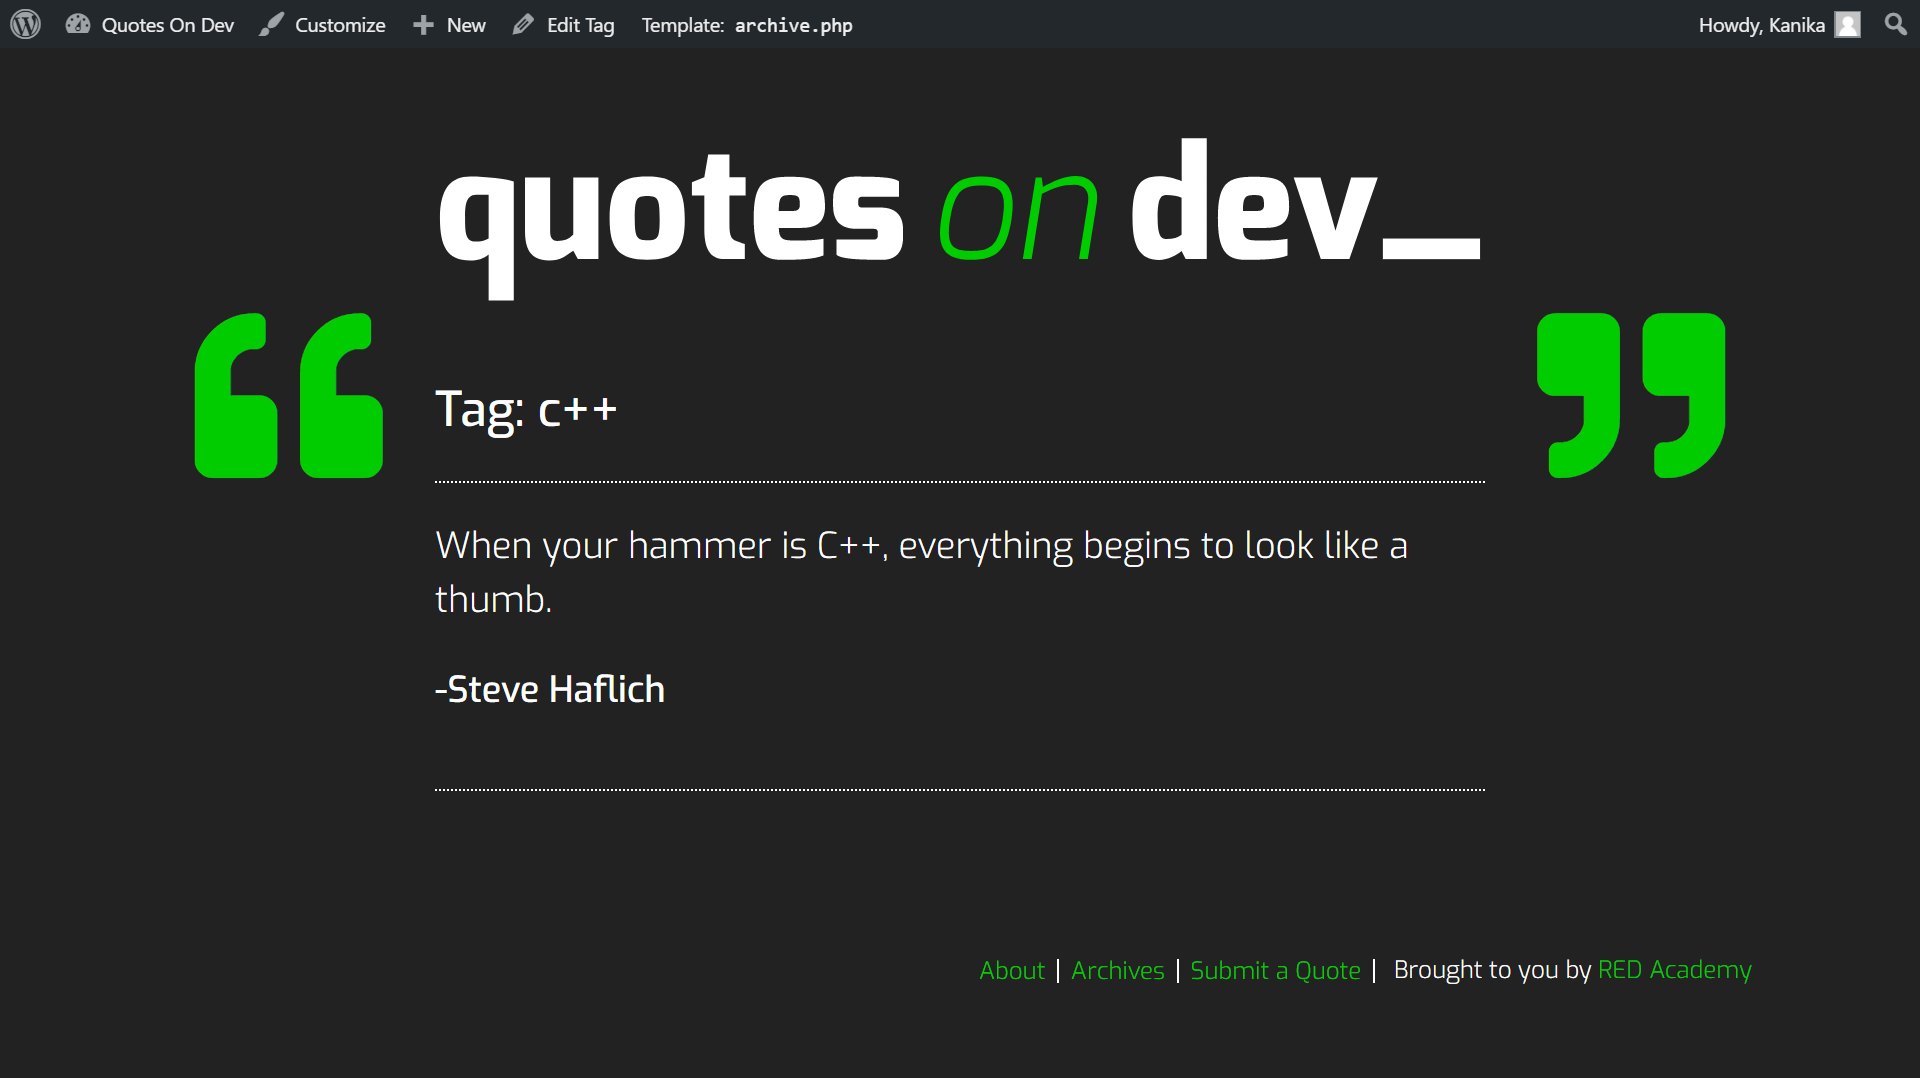 Quotes On Dev Customize New Edit Tag Template: archive.php Howdy, Kanika
quotes on dev_
Tag: c++
When your hammer is C++, everything begins to look like a
thumb.
-Steve Haflich
About | Archives | Submit a Quote | Brought to you by RED Academy